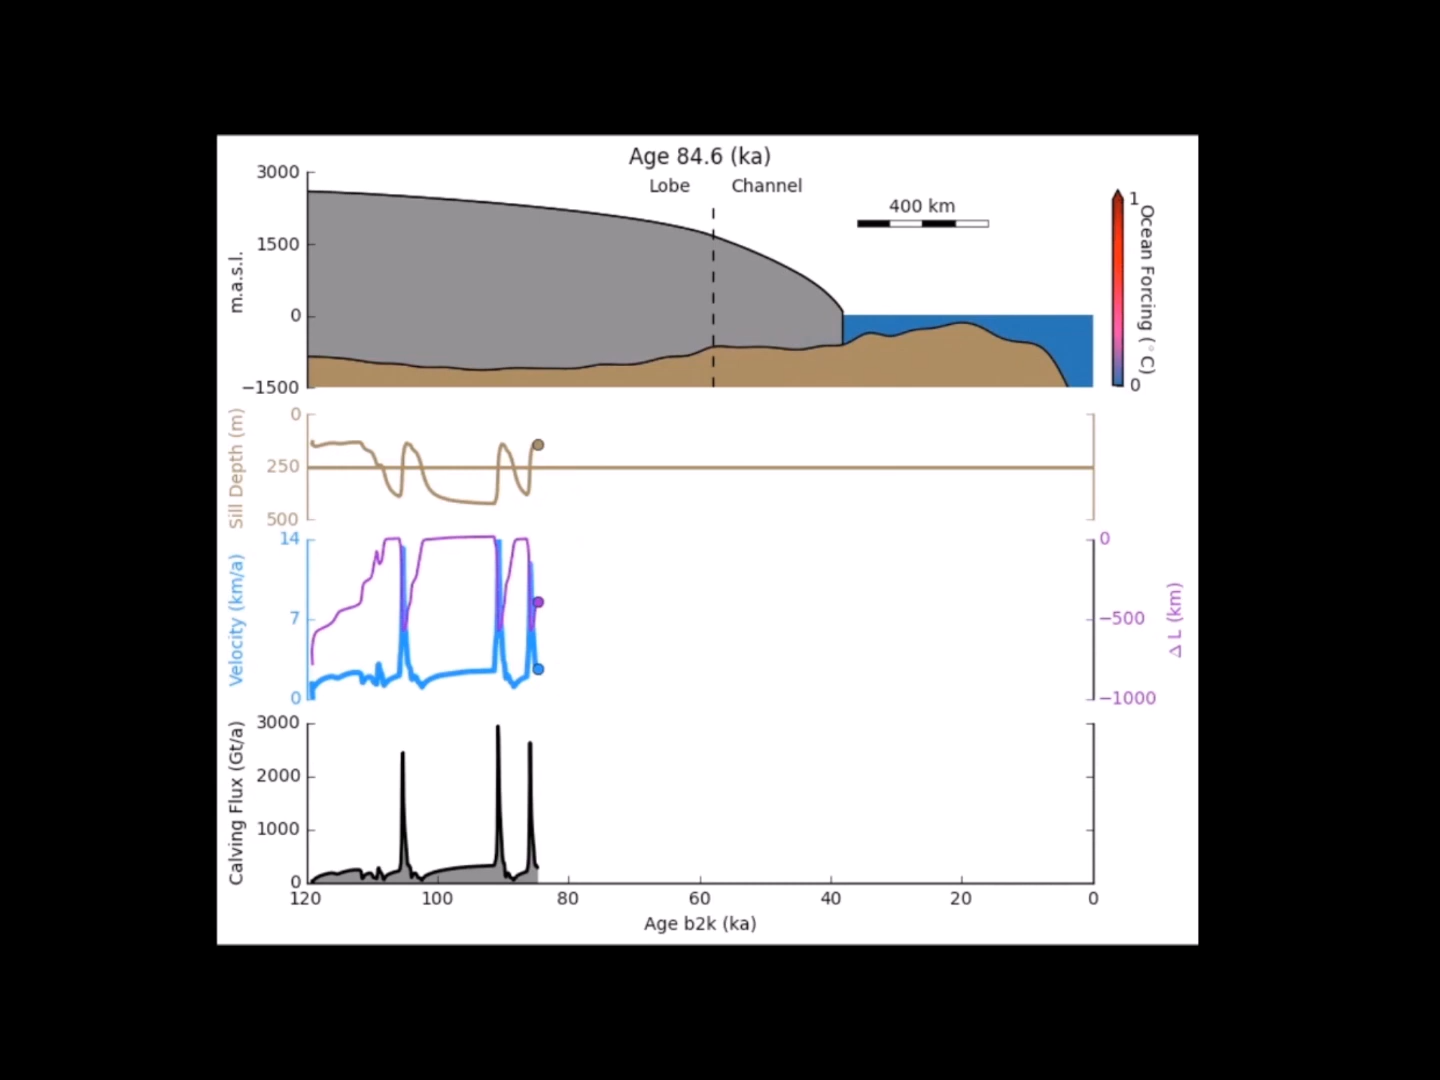 Age 84.6 (ka)
Lobe
Channel
400 km
3000
1500
0
−1500
m.a.s.l.
1
0
Ocean Forcing (°C)
0
250
500
Sill Depth (m)
14
7
0
Velocity (km/a)
0
−500
−1000
Δ L (km)
3000
2000
1000
0
Calving Flux (Gt/a)
120 100 80 60 40 20 0
Age b2k (ka)